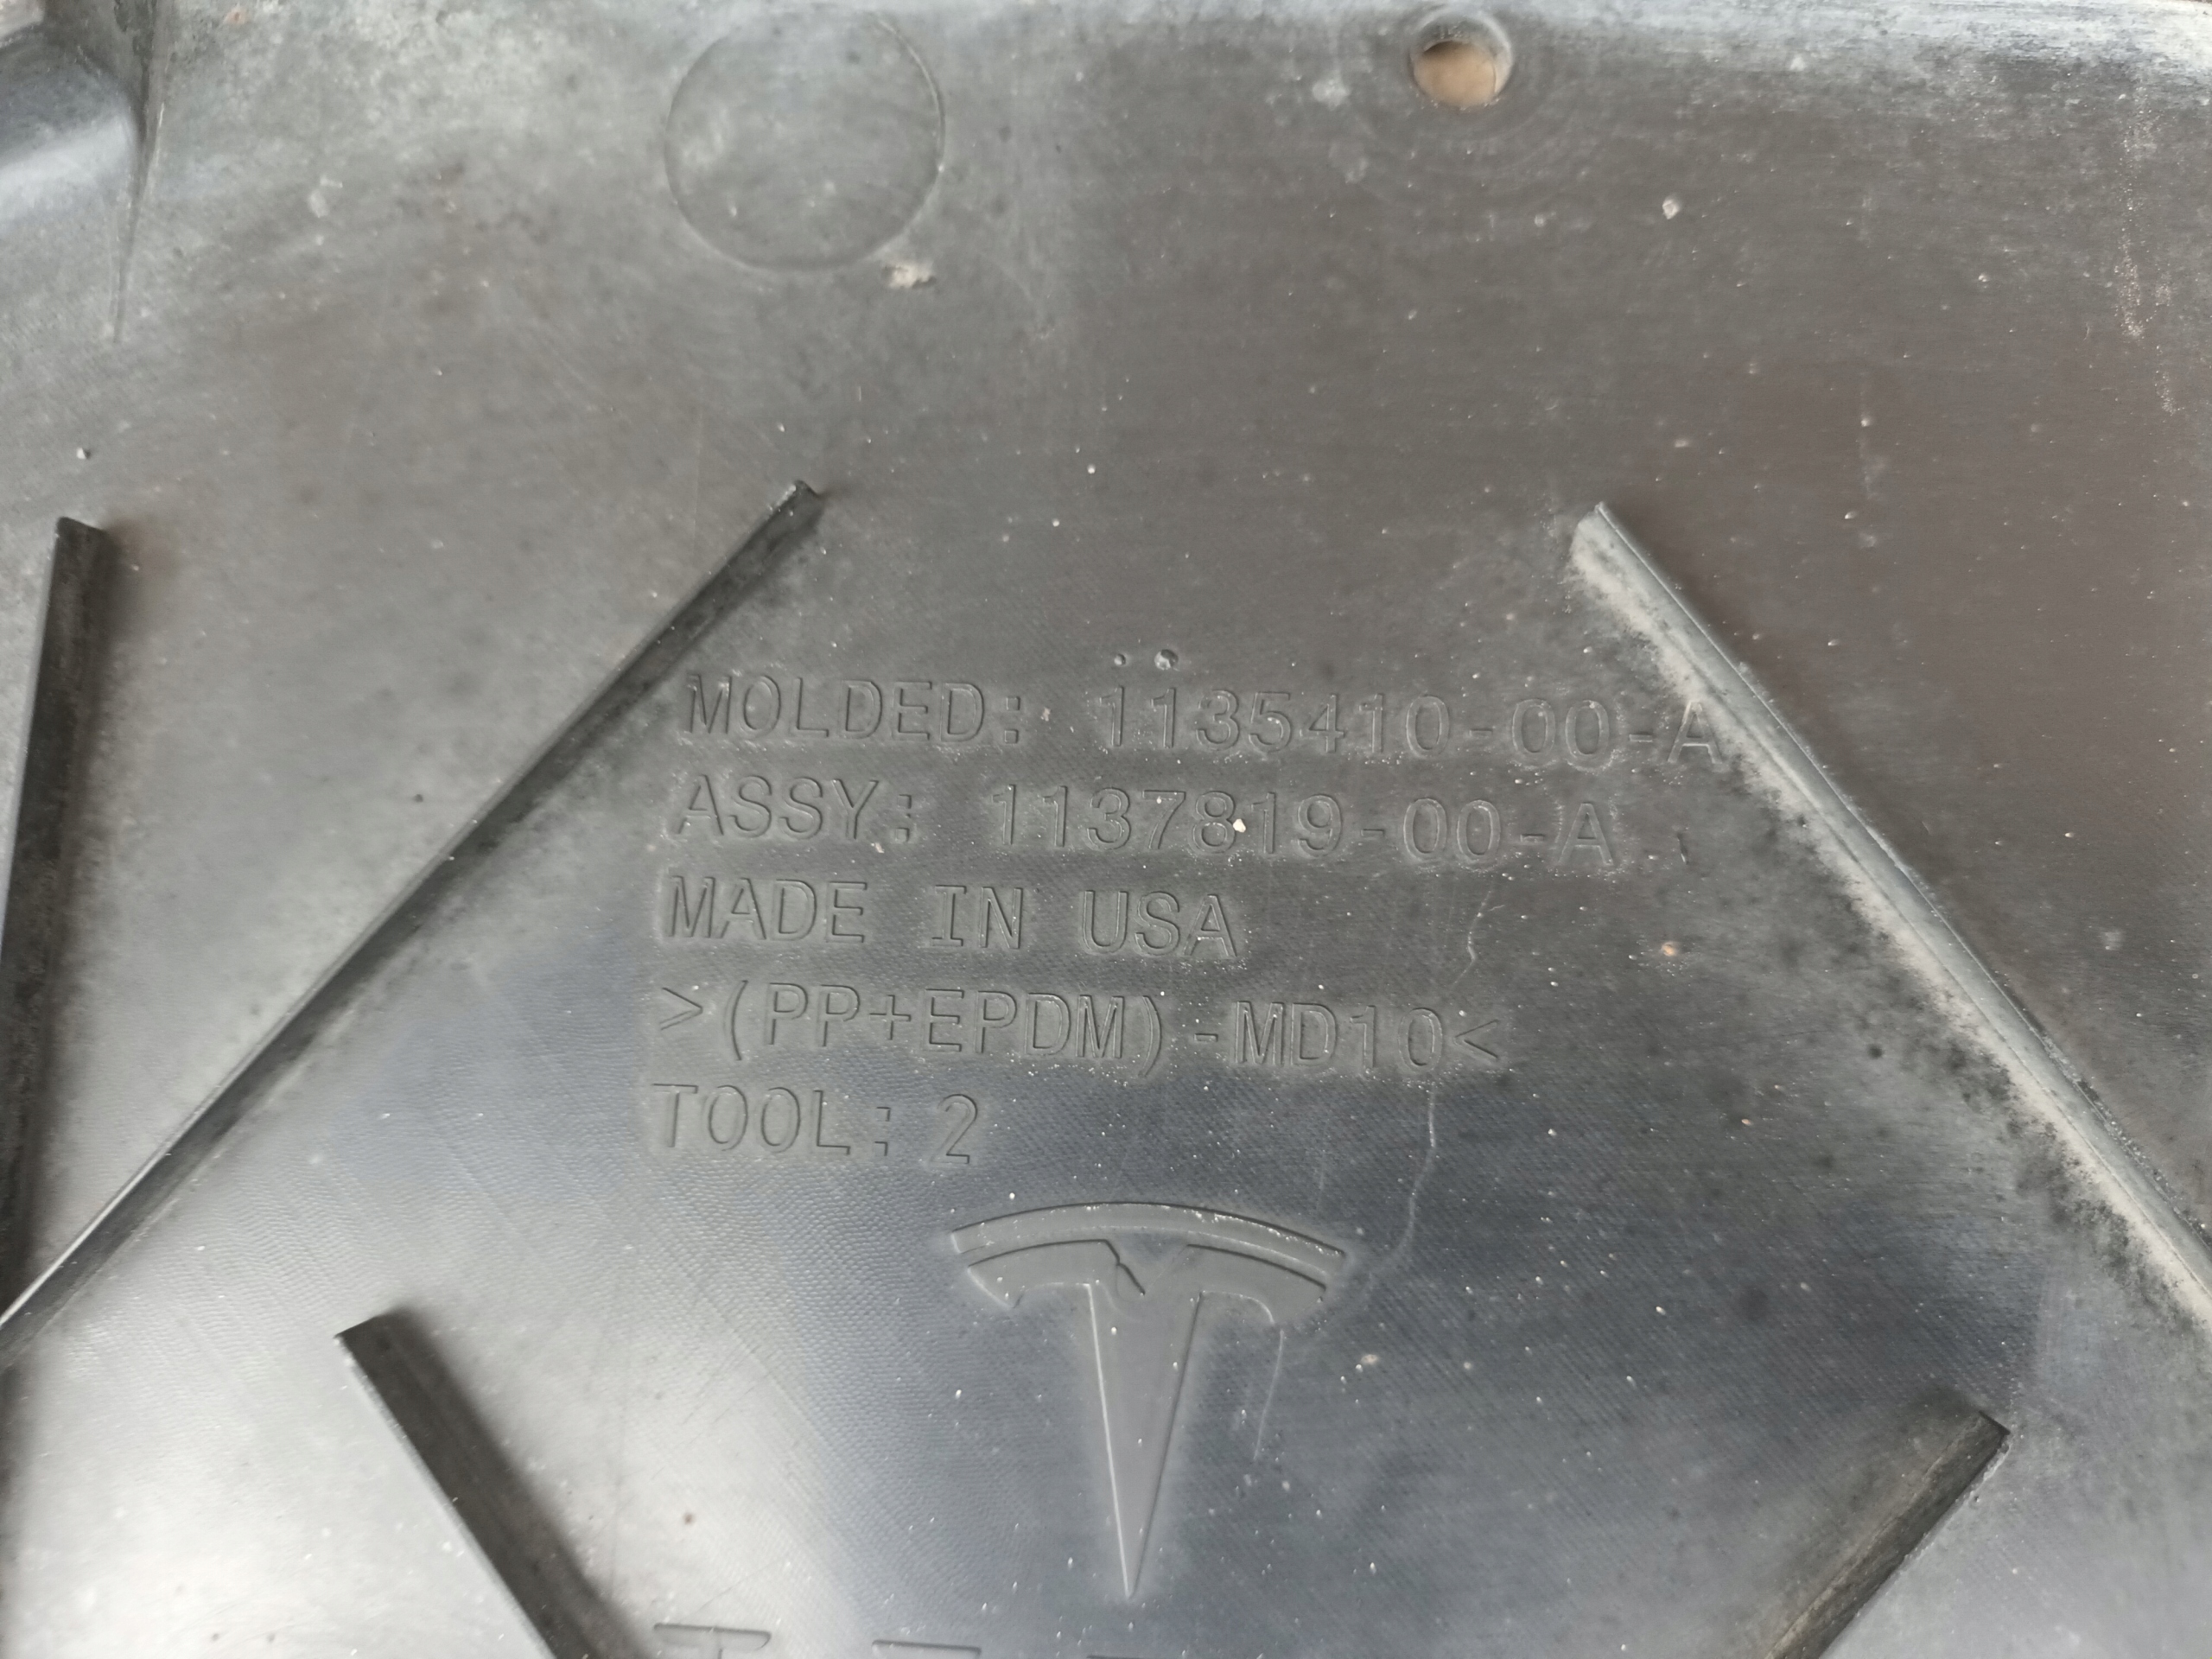 MOLDED: 1135410-00-A
ASSY: 1137819-00-A
MADE IN USA
>(PP+EPDM)-MD10<
TOOL: 2